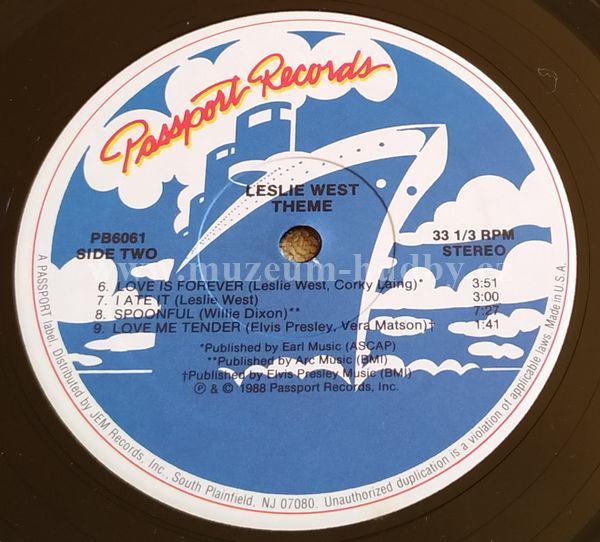 Passport Records
LESLIE WEST
THEME
PB6061
SIDE TWO
33 1/3 RPM
STEREO
6. LOVE IS FOREVER (Leslie West, Corky Laing)* 3:51
7. I ATE IT (Leslie West) 3:00
8. SPOONFUL (Willie Dixon)** 7:27
9. LOVE ME TENDER (Elvis Presley, Vera Matson)† 1:41
*Published by Earl Music (ASCAP)
**Published by Arc Music (BMI)
†Published by Elvis Presley Music (BMI)
℗ & © 1988 Passport Records, Inc.
A PASSPORT label. Distributed by JEM Records, Inc., South Plainfield, NJ 07080. Unauthorized duplication is a violation of applicable laws. Made in U.S.A.
www.muzeum-hudby.cz